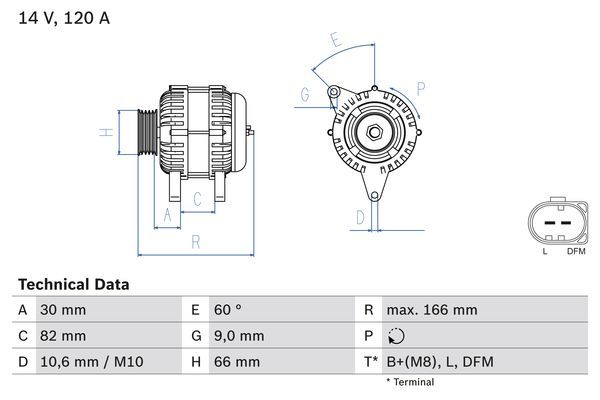 14 V, 120 A
E
P
G
H
A
C
D
R
L DFM
Technical Data
A 30 mm E 60 ° R max. 166 mm
C 82 mm G 9,0 mm P
D 10,6 mm / M10 H 66 mm T* B+(M8), L, DFM
* Terminal